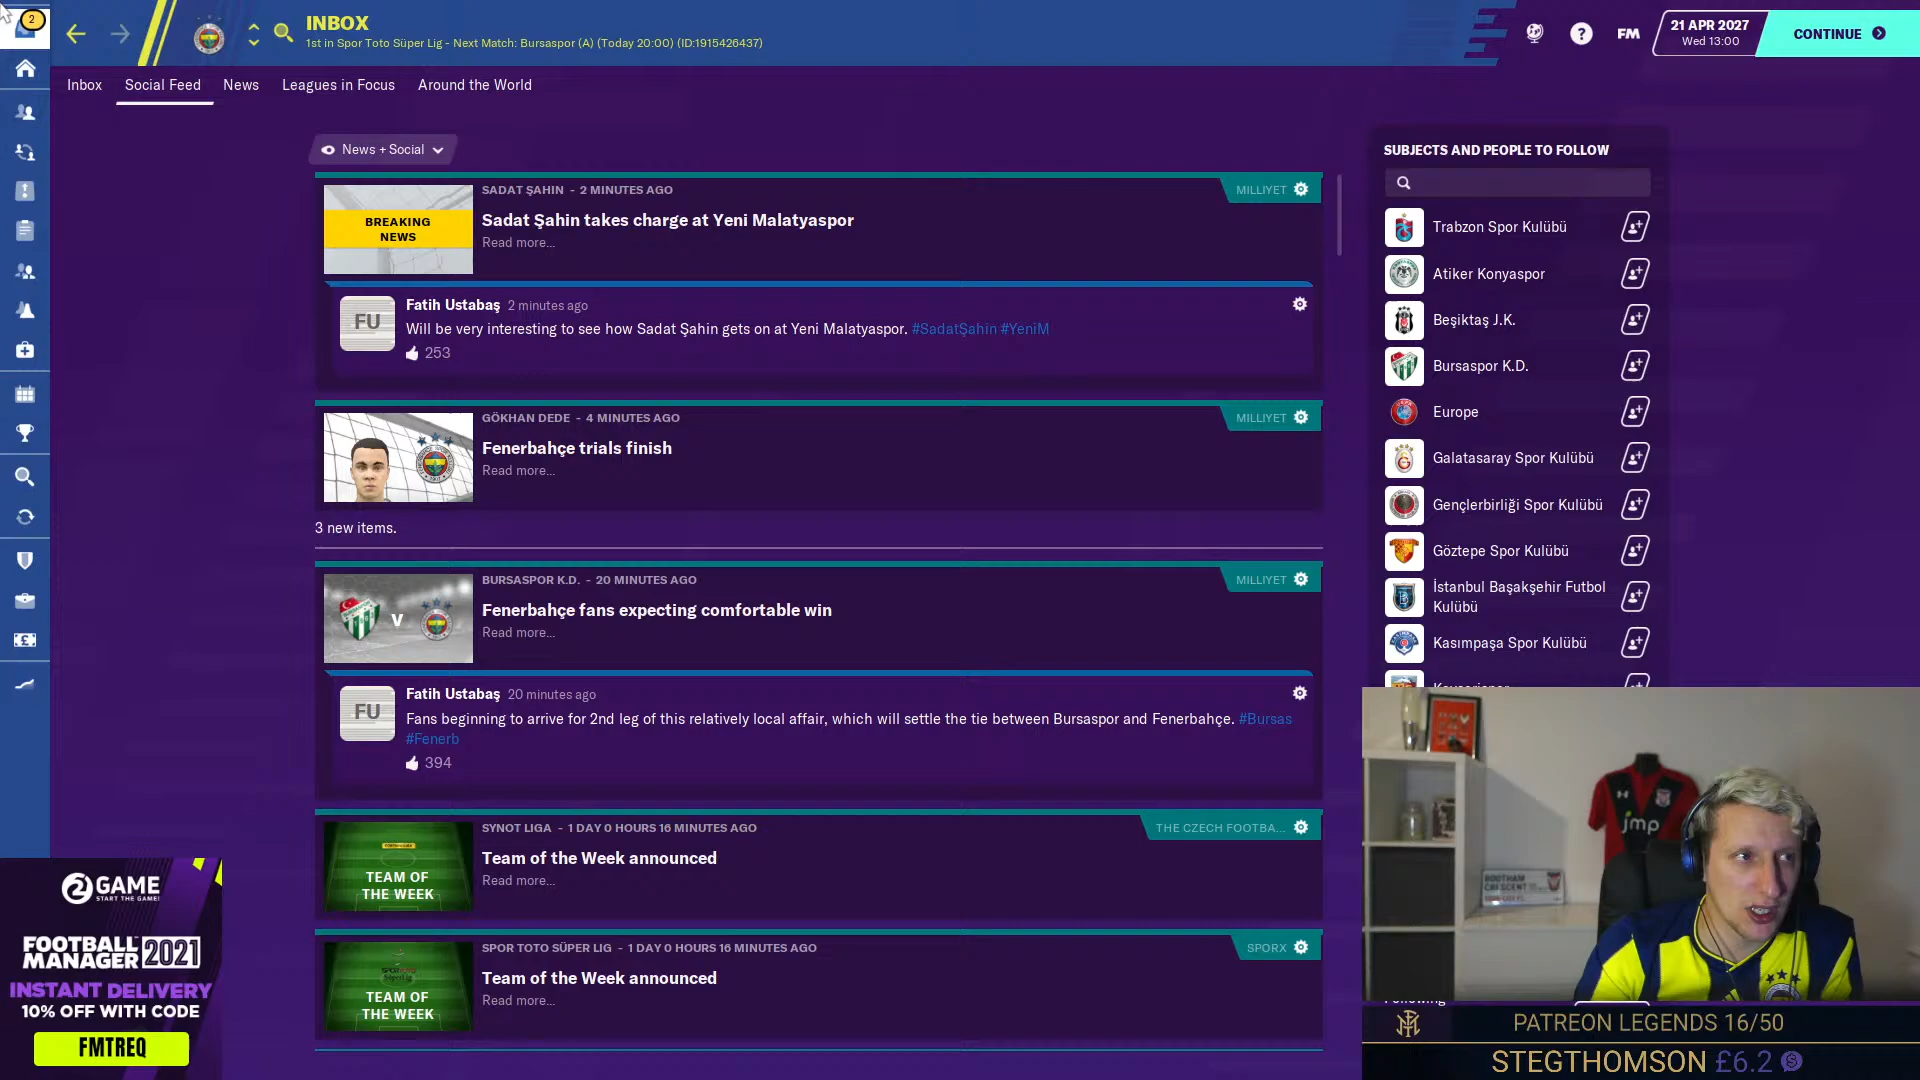 2
INBOX
1st in Spor Toto Süper Lig - Next Match: Bursaspor (A) (Today 20:00) (ID:1915426437)
?
FM
21 APR 2027
Wed 13:00
CONTINUE
Inbox
Social Feed
News
Leagues in Focus
Around the World
News + Social
BREAKING
NEWS
SADAT ŞAHIN - 2 MINUTES AGO
MILLIYET
Sadat Şahin takes charge at Yeni Malatyaspor
Read more...
FU
Fatih Ustabaş 2 minutes ago
Will be very interesting to see how Sadat Şahin gets on at Yeni Malatyaspor. #SadatŞahin #YeniM
253
GÖKHAN DEDE - 4 MINUTES AGO
MILLIYET
Fenerbahçe trials finish
Read more...
3 new items.
V
BURSASPOR K.D. - 20 MINUTES AGO
MILLIYET
Fenerbahçe fans expecting comfortable win
Read more...
FU
Fatih Ustabaş 20 minutes ago
Fans beginning to arrive for 2nd leg of this relatively local affair, which will settle the tie between Bursaspor and Fenerbahçe. #Bursas
#Fenerb
394
TEAM OF
THE WEEK
SYNOT LIGA - 1 DAY 0 HOURS 16 MINUTES AGO
THE CZECH FOOTBA...
Team of the Week announced
Read more...
TEAM OF
THE WEEK
SPOR TOTO SÜPER LIG - 1 DAY 0 HOURS 16 MINUTES AGO
SPORX
Team of the Week announced
Read more...
SUBJECTS AND PEOPLE TO FOLLOW
Trabzon Spor Kulübü
Atiker Konyaspor
Beşiktaş J.K.
Bursaspor K.D.
Europe
Galatasaray Spor Kulübü
Gençlerbirliği Spor Kulübü
Göztepe Spor Kulübü
İstanbul Başakşehir Futbol
Kulübü
Kasımpaşa Spor Kulübü
jmp
BOOTHAM
CRESCENT
2GAME
START THE GAME!
FOOTBALL
MANAGER 2021
INSTANT DELIVERY
10% OFF WITH CODE
FMTREQ
PATREON LEGENDS 16/50
STEGTHOMSON £6.2